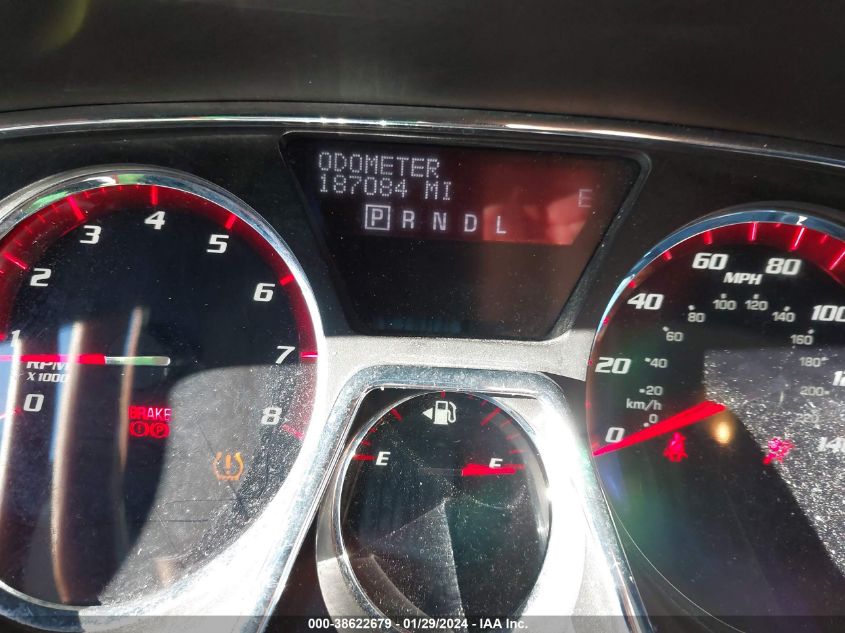 ODOMETER
187084 MI
E
P R N D L
0 1 2 3 4 5 6 7 8
RPM
X 1000
BRAKE
E E
0 20 40 60 80 100
MPH
0 20 40 60 80 100 120 140 160 180 200
km/h
000-38622679 | 01/29/2024 | IAA, Inc.